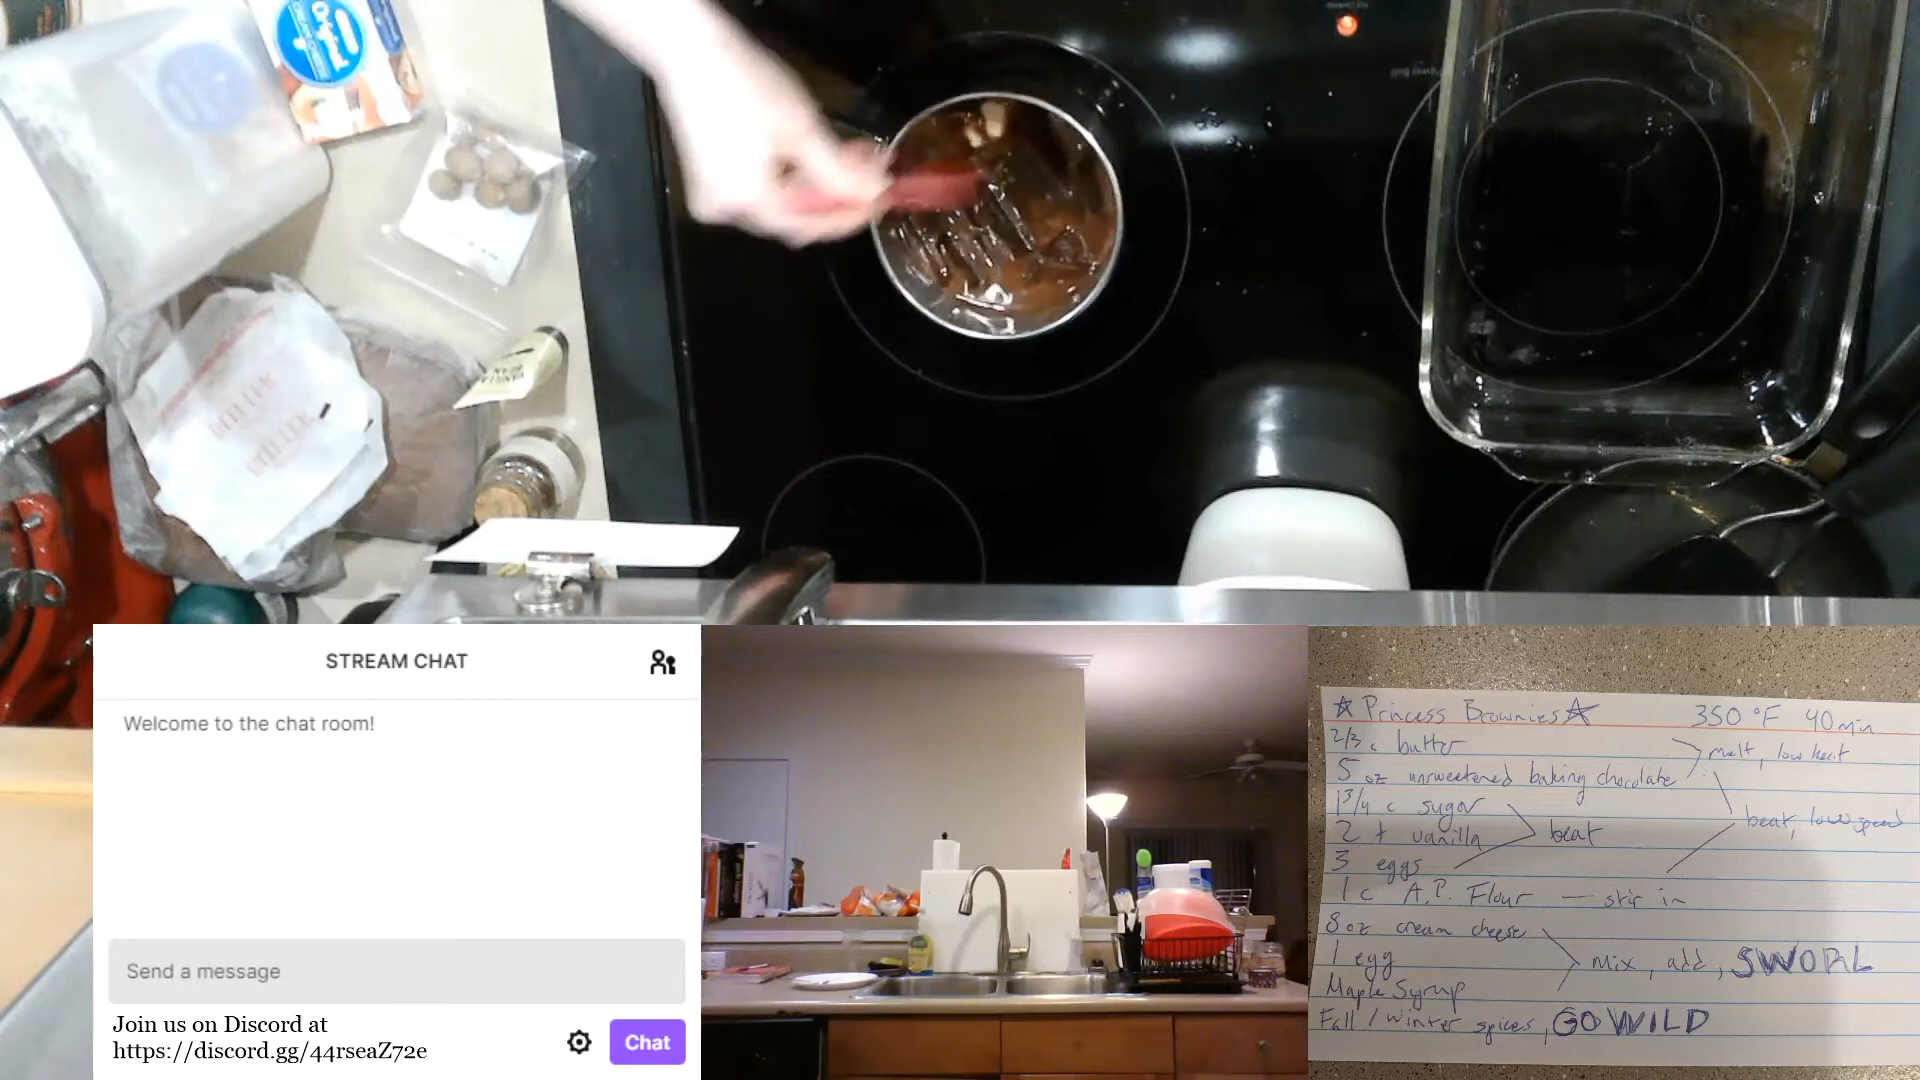 Original
STREAM CHAT
Welcome to the chat room!
Send a message
Join us on Discord at
https://discord.gg/44rseaZ72e
Chat
☆ Princess Brownies ☆ 350 °F 40 min
2/3 c butter
melt, low heat
5 oz unsweetened baking chocolate
1 3/4 c sugar
beat, low speed
2 t vanilla
beat
3 eggs
1 c A.P. Flour — stir in
8 oz cream cheese
1 egg
mix, add, SWORL
Maple Syrup
Fall / winter spices, GO WILD